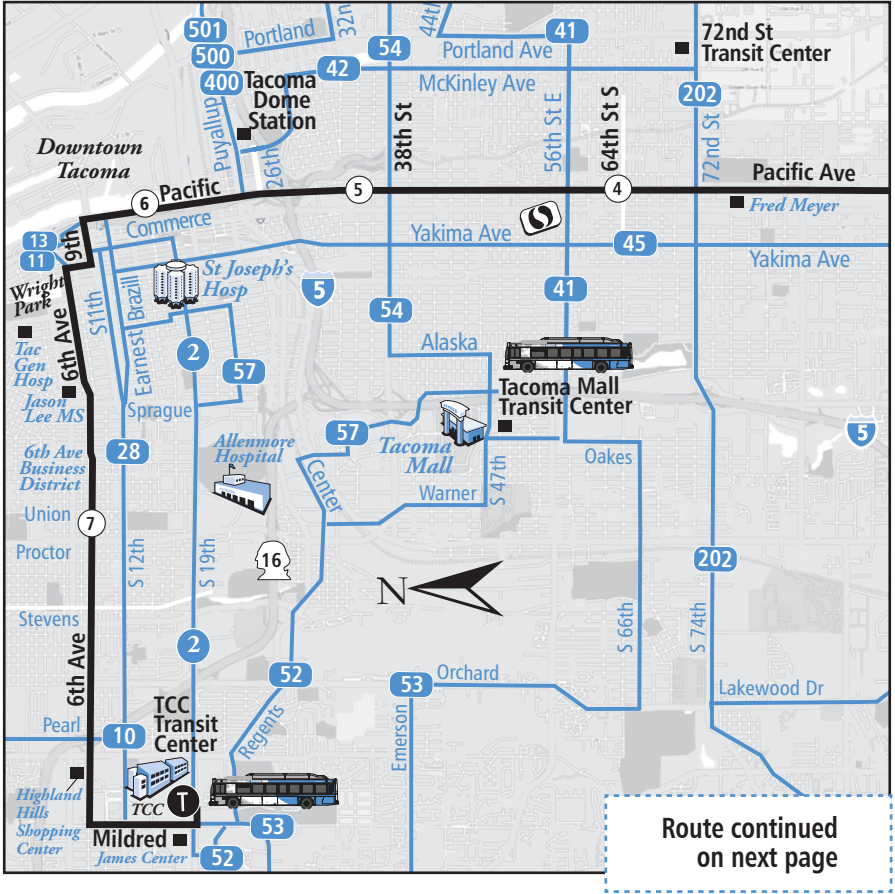 501
500
400
Portland
32n
54
44th
41
Portland Ave
McKinley Ave
42
72nd St
Transit Center
202
Tacoma
Dome
Station
Puyallup
26th
38th St
56th St E
64th St S
72nd St
Downtown
Tacoma
Pacific
6
5
4
Pacific Ave
Fred Meyer
Commerce
13
11
9th
Yakima Ave
45
Yakima Ave
S
Wright
Park
S11th
Earnest Brazill
St Joseph's
Hosp
5
54
41
6th Ave
Tac
Gen
Hosp
Jason
Lee MS
2
57
Alaska
Sprague
Tacoma Mall
Transit Center
5
6th Ave
Business
District
28
Allenmore
Hospital
57
Tacoma
Mall
Center
Warner
S 47th
Oakes
Union
7
Proctor
S 12th
S 19th
16
N
202
Stevens
6th Ave
2
S 66th
S 74th
52
53
Orchard
Lakewood Dr
Pearl
10
TCC
Transit
Center
Regents
Emerson
TCC
T
Highland
Hills
Shopping
Center
Mildred
James Center
53
52
Route continued
on next page